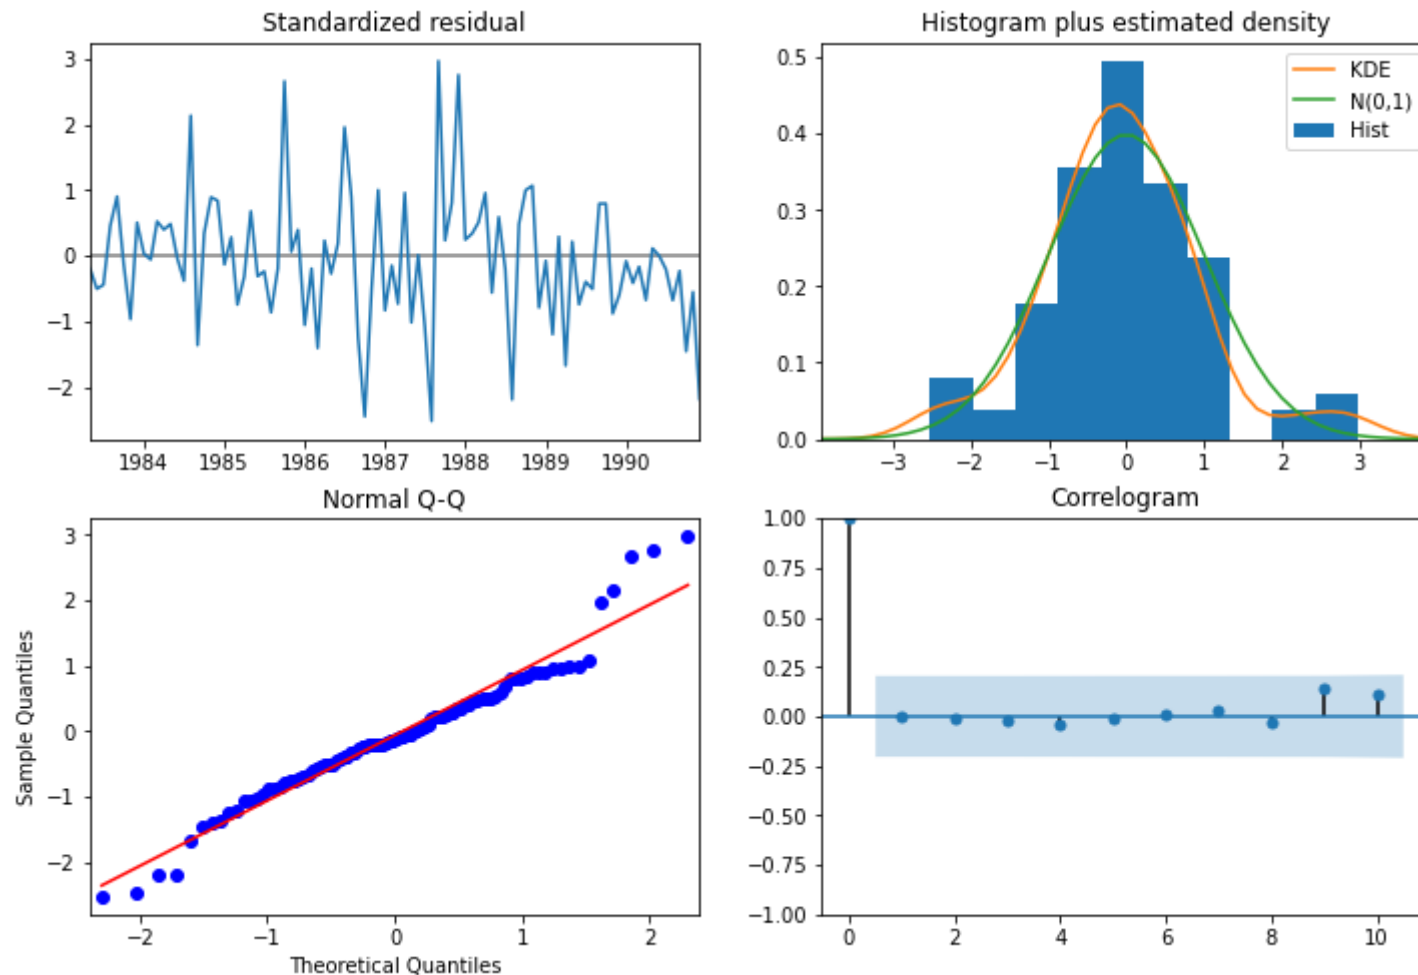 Standardized residual
3
2
1
0
−1
−2
1984 1985 1986 1987 1988 1989 1990
Histogram plus estimated density
KDE
N(0,1)
Hist
0.5
0.4
0.3
0.2
0.1
0.0
−3 −2 −1 0 1 2 3
Normal Q-Q
Sample Quantiles
3
2
1
0
−1
−2
−2 −1 0 1 2
Theoretical Quantiles
Correlogram
1.00
0.75
0.50
0.25
0.00
−0.25
−0.50
−0.75
−1.00
0 2 4 6 8 10